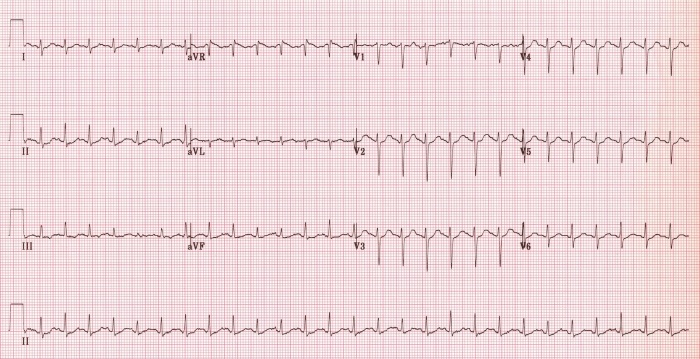 I aVR V1 V4
II aVL V2 V5
III aVF V3 V6
II